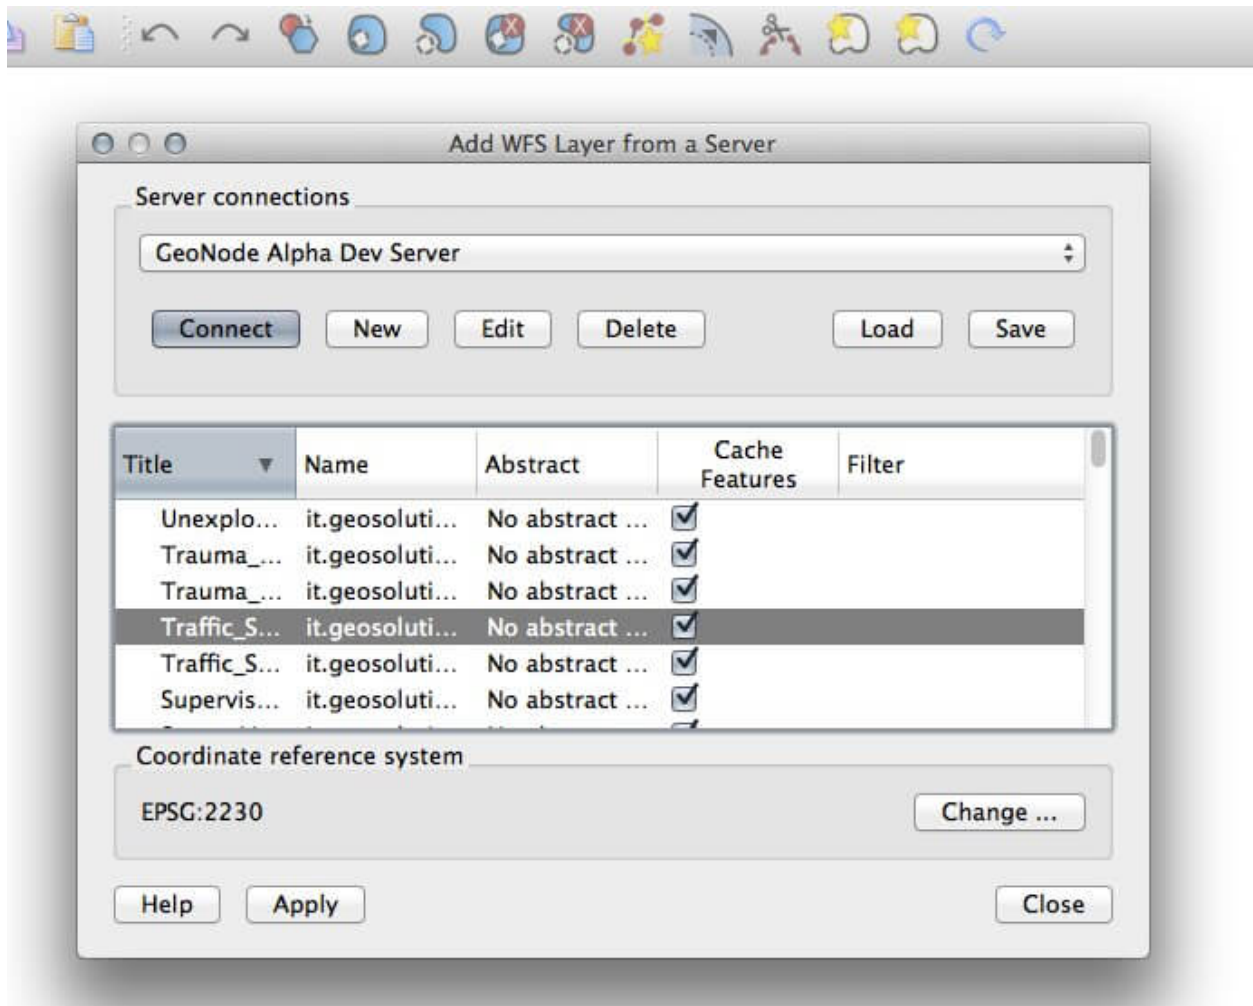 Add WFS Layer from a Server
Server connections
GeoNode Alpha Dev Server
Connect New Edit Delete Load Save
Title Name Abstract Cache Features Filter
Unexplo... it.geosoluti... No abstract ...
Trauma_... it.geosoluti... No abstract ...
Trauma_... it.geosoluti... No abstract ...
Traffic_S... it.geosoluti... No abstract ...
Traffic_S... it.geosoluti... No abstract ...
Supervis... it.geosoluti... No abstract ...
Coordinate reference system
EPSG:2230 Change ...
Help Apply Close